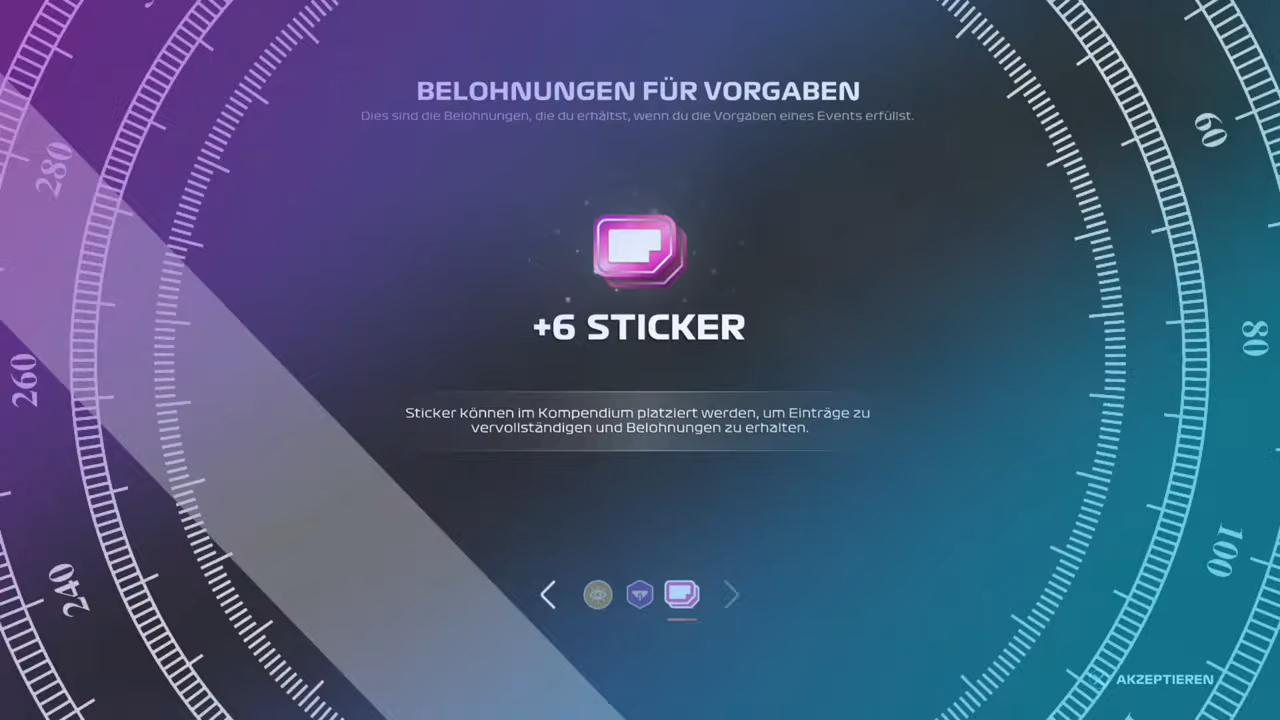 BELOHNUNGEN FÜR VORGABEN
Dies sind die Belohnungen, die du erhältst, wenn du die Vorgaben eines Events erfüllst.
60
280
+6 STICKER
80
260
Sticker können im Kompendium platziert werden, um Einträge zu
vervollständigen und Belohnungen zu erhalten.
100
240
AKZEPTIEREN